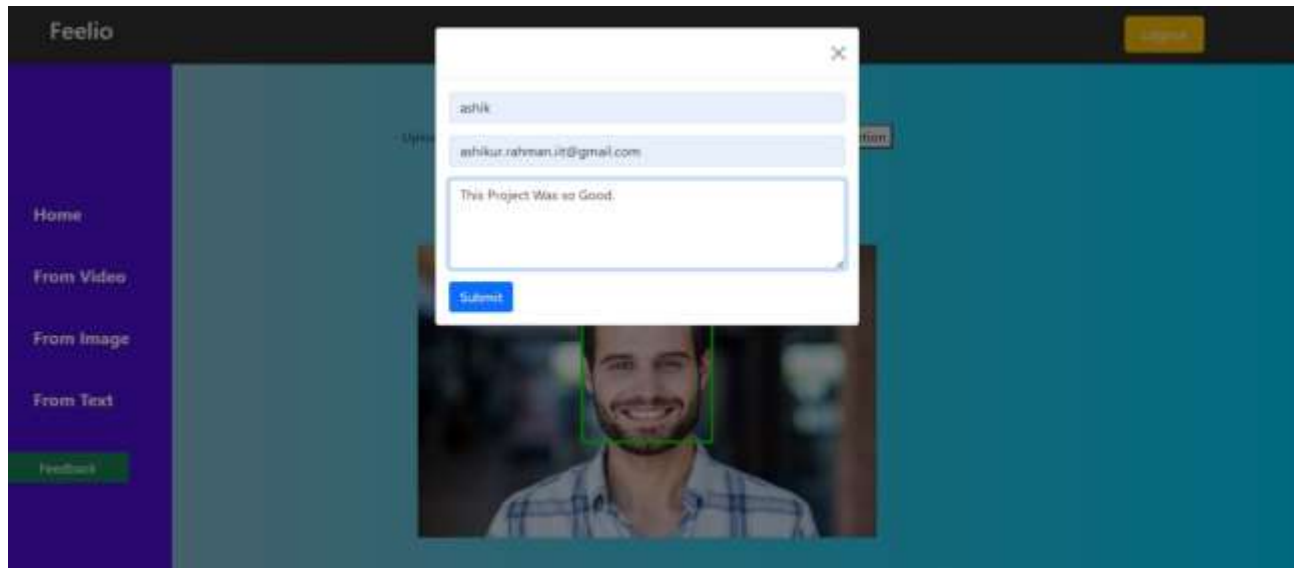 Feelio
Logout
ashik
ashikur.rahman.iit@gmail.com
This Project Was so Good.
Submit
Home
From Video
From Image
From Text
Feedback